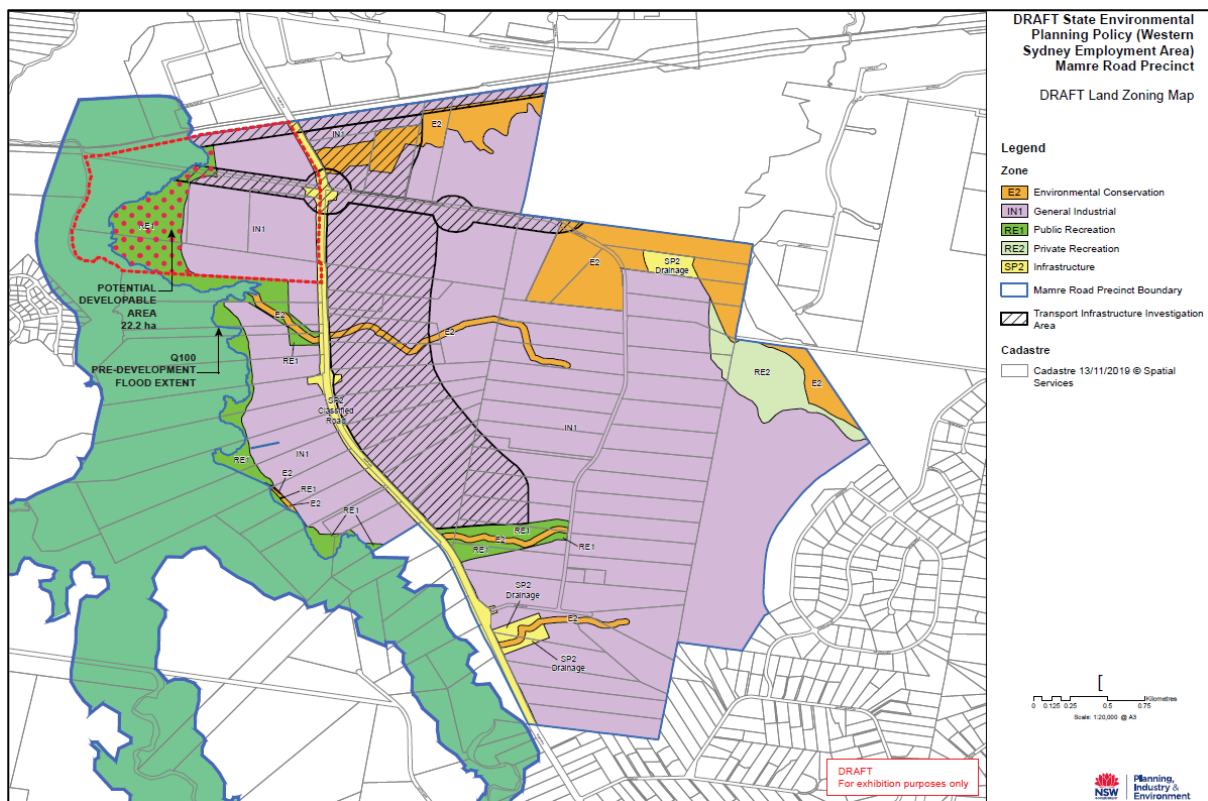 DRAFT State Environmental
Planning Policy (Western
Sydney Employment Area)
Mamre Road Precinct
DRAFT Land Zoning Map
Legend
Zone
E2 Environmental Conservation
IN1 General Industrial
RE1 Public Recreation
RE2 Private Recreation
SP2 Infrastructure
Mamre Road Precinct Boundary
Transport Infrastructure Investigation
Area
Cadastre
Cadastre 13/11/2019 © Spatial
Services
E2
IN1
RE1
IN1
E2
SP2
Drainage
POTENTIAL
DEVELOPABLE
AREA
22.2 ha
E2
E2
RE1
Q100
PRE-DEVELOPMENT
FLOOD EXTENT
RE2
E2
SP2
Classified
Road
IN1
IN1
RE1
E2
RE1
E2
RE1
RE1
E2
RE1
RE1
SP2
Drainage
E2
SP2
Drainage
Kilometres
0 0.125 0.25 0.5 0.75
Scale: 1:20,000 @ A3
DRAFT
For exhibition purposes only
NSW
GOVERNMENT
Planning,
Industry &
Environment